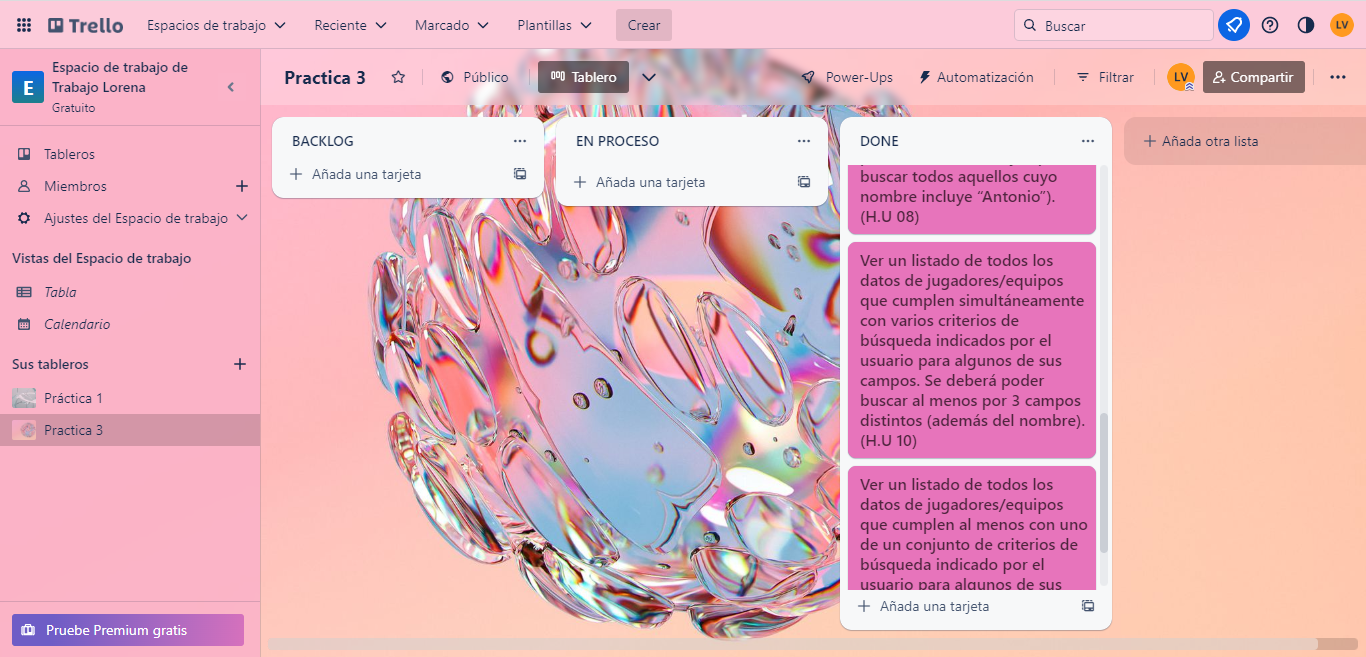 Trello
Espacios de trabajo
Reciente
Marcado
Plantillas
Crear
Buscar
LV
E
Espacio de trabajo de
Trabajo Lorena
Gratuito
Practica 3
Público
Tablero
Power-Ups
Automatización
Filtrar
LV
Compartir
Tableros
Miembros
Ajustes del Espacio de trabajo
Vistas del Espacio de trabajo
Tabla
Calendario
Sus tableros
Práctica 1
Practica 3
Pruebe Premium gratis
BACKLOG
Añada una tarjeta
EN PROCESO
Añada una tarjeta
DONE
buscar todos aquellos cuyo
nombre incluye “Antonio”).
(H.U 08)
Ver un listado de todos los
datos de jugadores/equipos
que cumplen simultáneamente
con varios criterios de
búsqueda indicados por el
usuario para algunos de sus
campos. Se deberá poder
buscar al menos por 3 campos
distintos (además del nombre).
(H.U 10)
Ver un listado de todos los
datos de jugadores/equipos
que cumplen al menos con uno
de un conjunto de criterios de
búsqueda indicado por el
usuario para algunos de sus
Añada una tarjeta
Añada otra lista